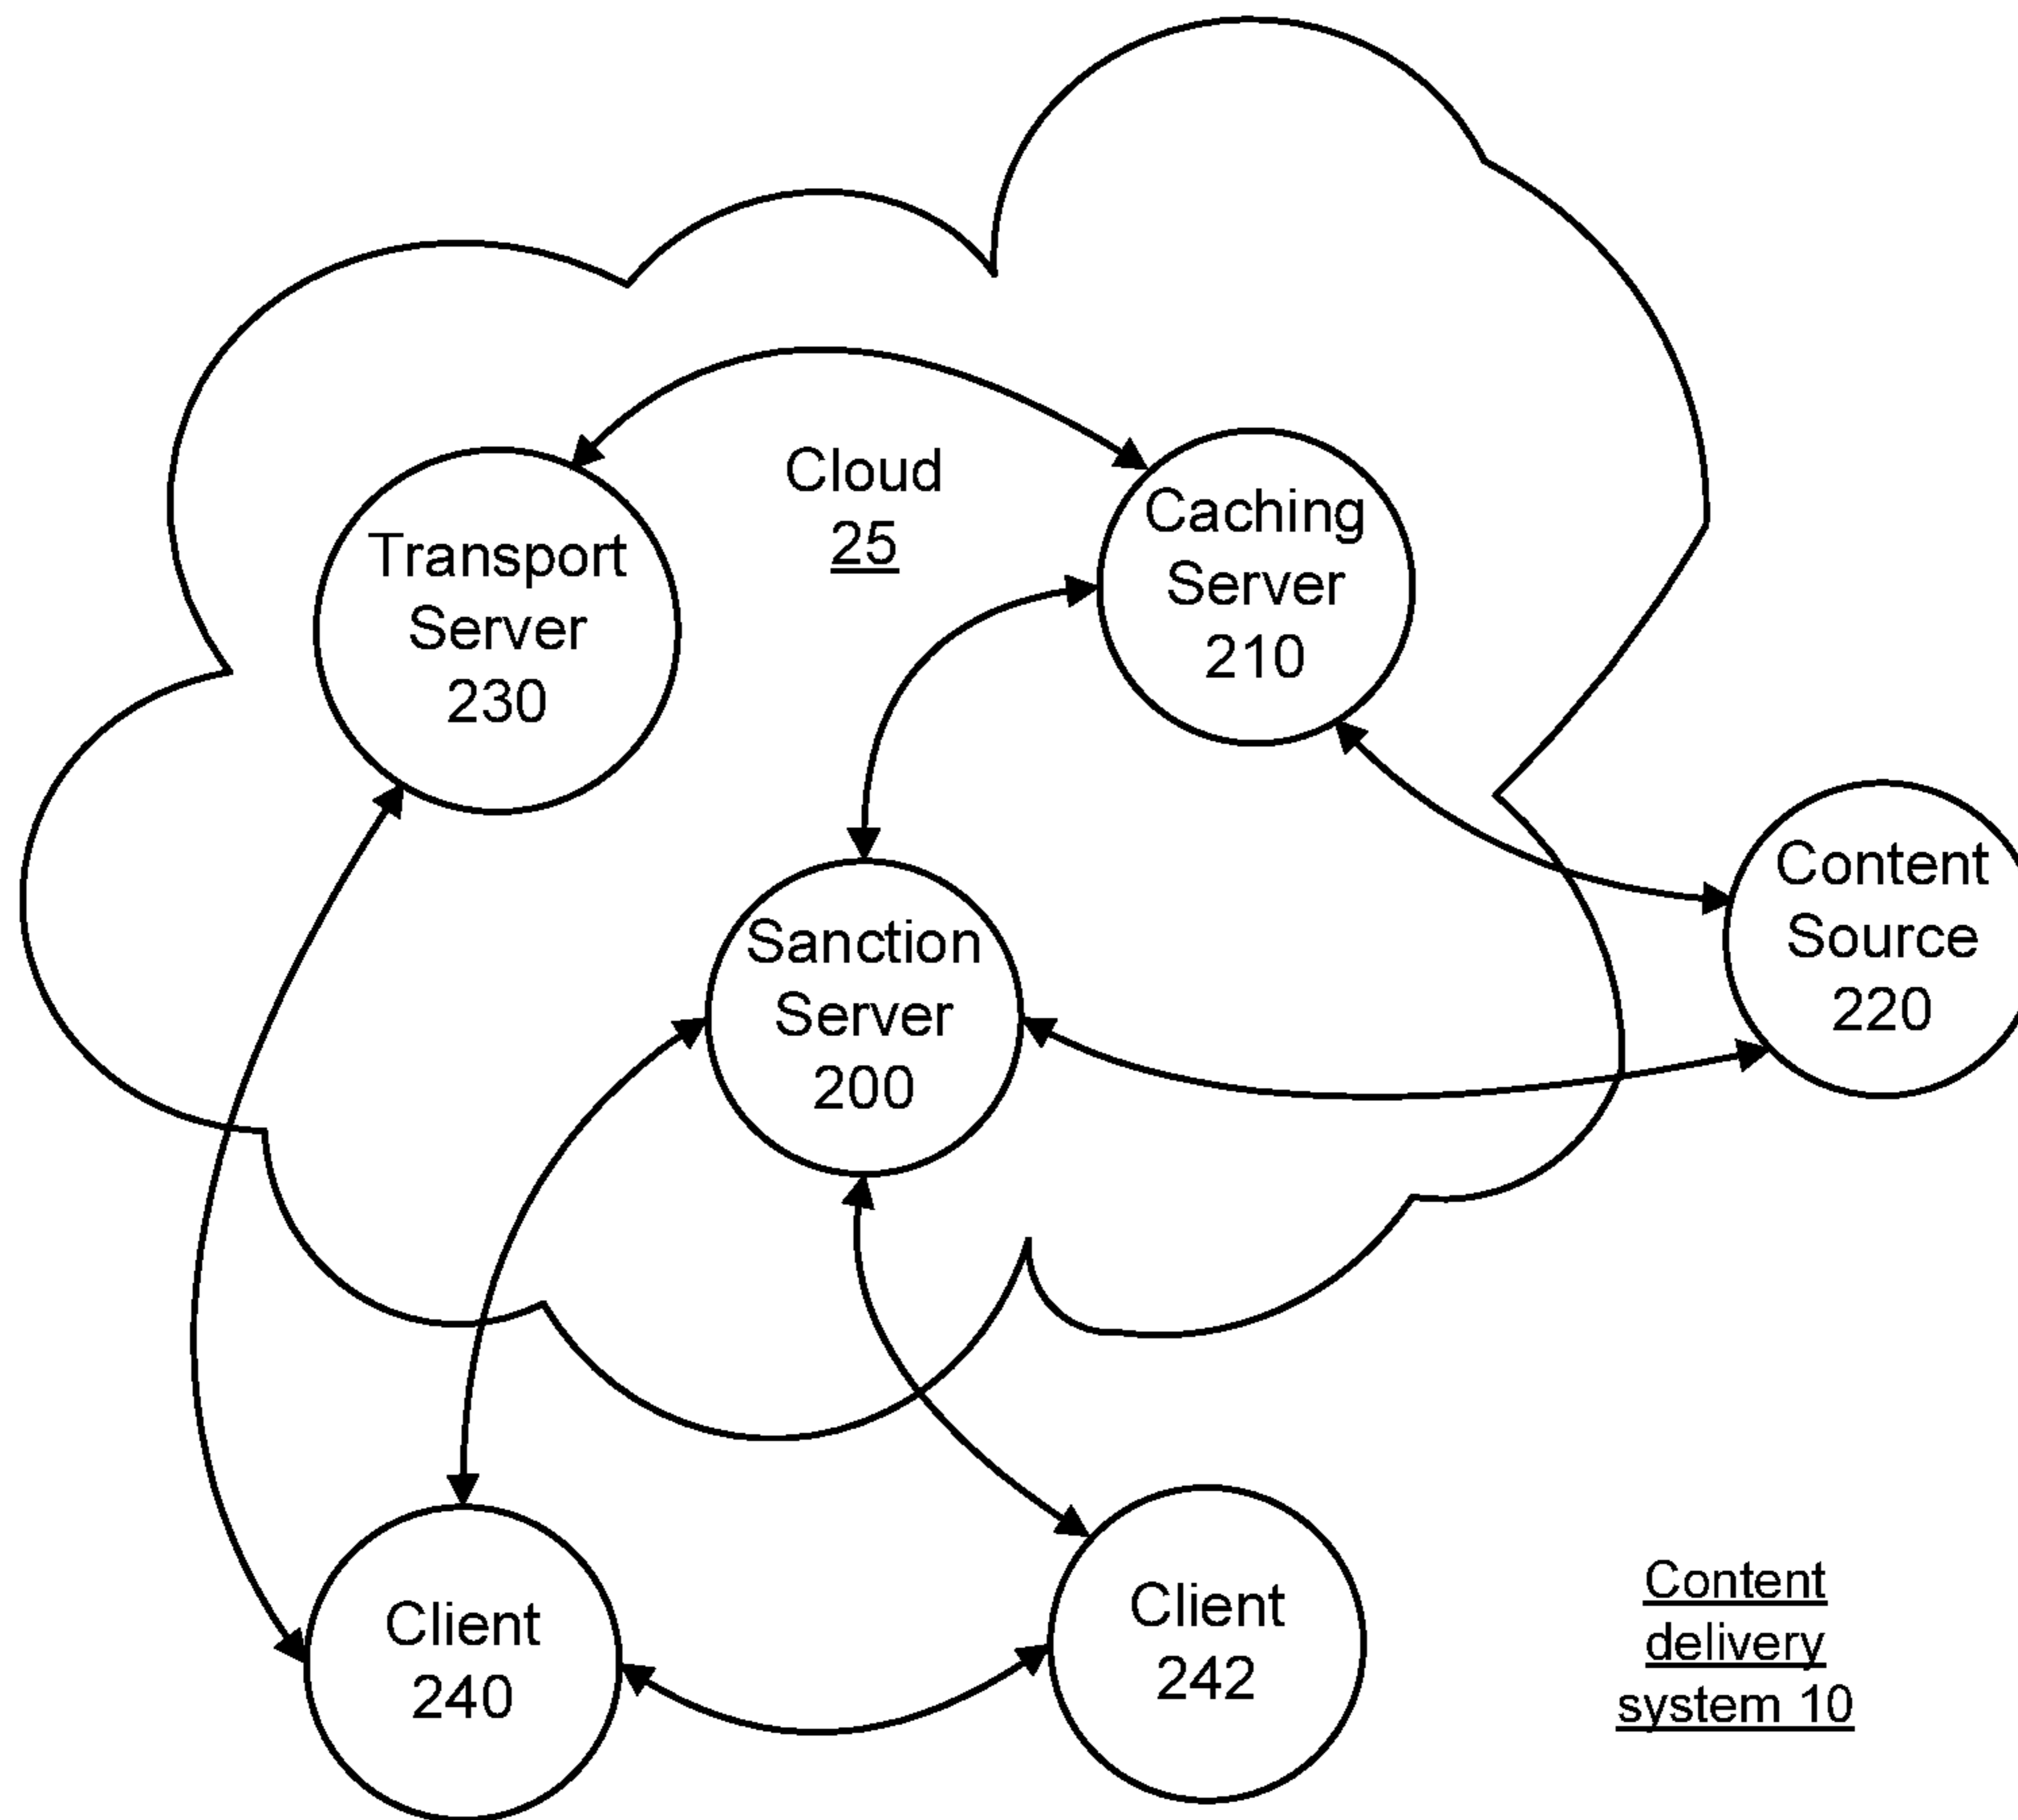 Cloud
25
Transport
Server
230
Caching
Server
210
Content
Source
220
Sanction
Server
200
Client
240
Client
242
Content
delivery
system 10